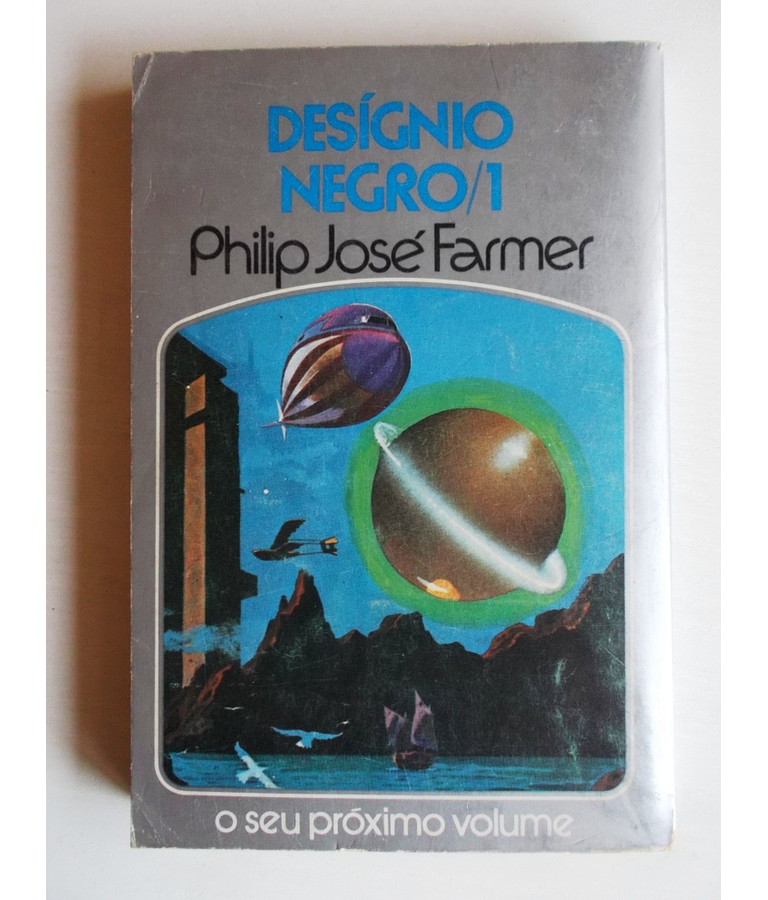 DESÍGNIO
NEGRO/1
Philip José Farmer
o seu próximo volume